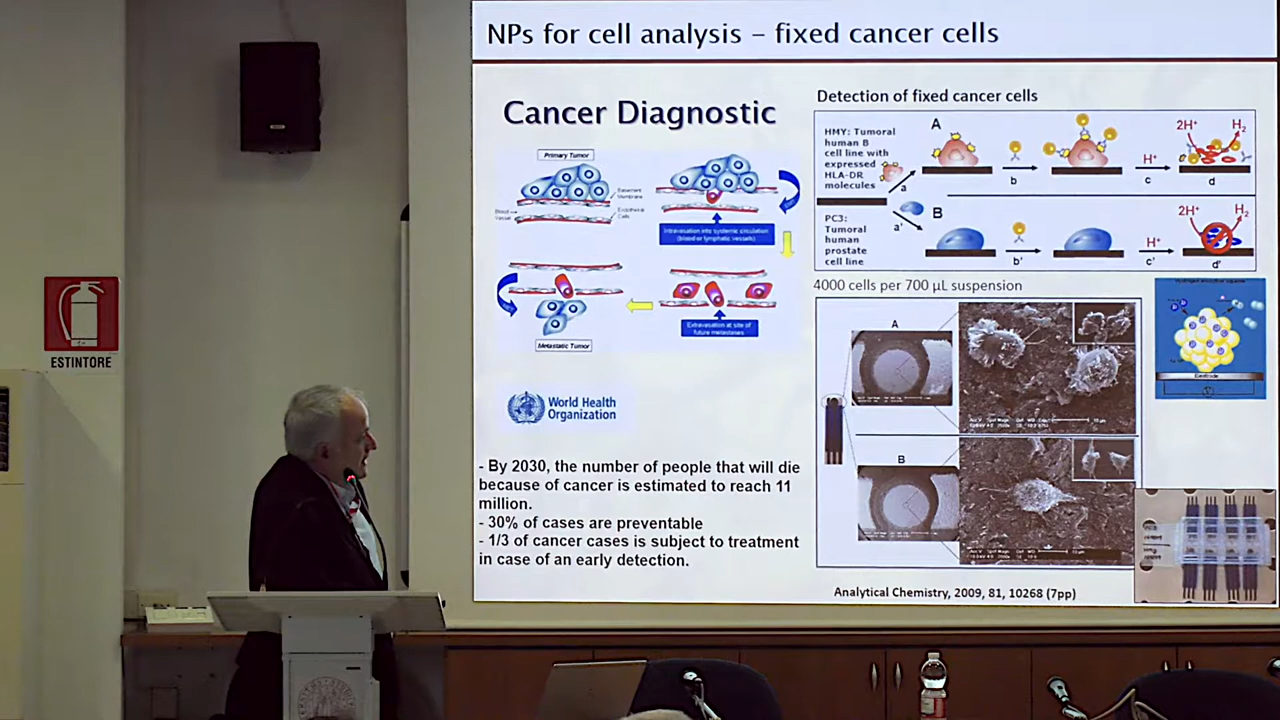 NPs for cell analysis – fixed cancer cells
Cancer Diagnostic
Primary Tumor
Basement
Membrane
Blood
Vessel
Endothelial
Cells
Intravasation into systemic circulation
(blood or lymphatic vessels)
Extravasation at site of
future metastases
Metastatic Tumor
World Health
Organization
- By 2030, the number of people that will die
because of cancer is estimated to reach 11
million.
- 30% of cases are preventable
- 1/3 of cancer cases is subject to treatment
in case of an early detection.
Detection of fixed cancer cells
HMY: Tumoral
human B
cell line with
expressed
HLA-DR
molecules
A
a
b
H⁺
c
2H⁺
H₂
d
PC3:
Tumoral
human
prostate
cell line
B
a'
b'
H⁺
c'
2H⁺
H₂
d'
4000 cells per 700 µL suspension
A
B
Electrode
Analytical Chemistry, 2009, 81, 10268 (7pp)
ESTINTORE